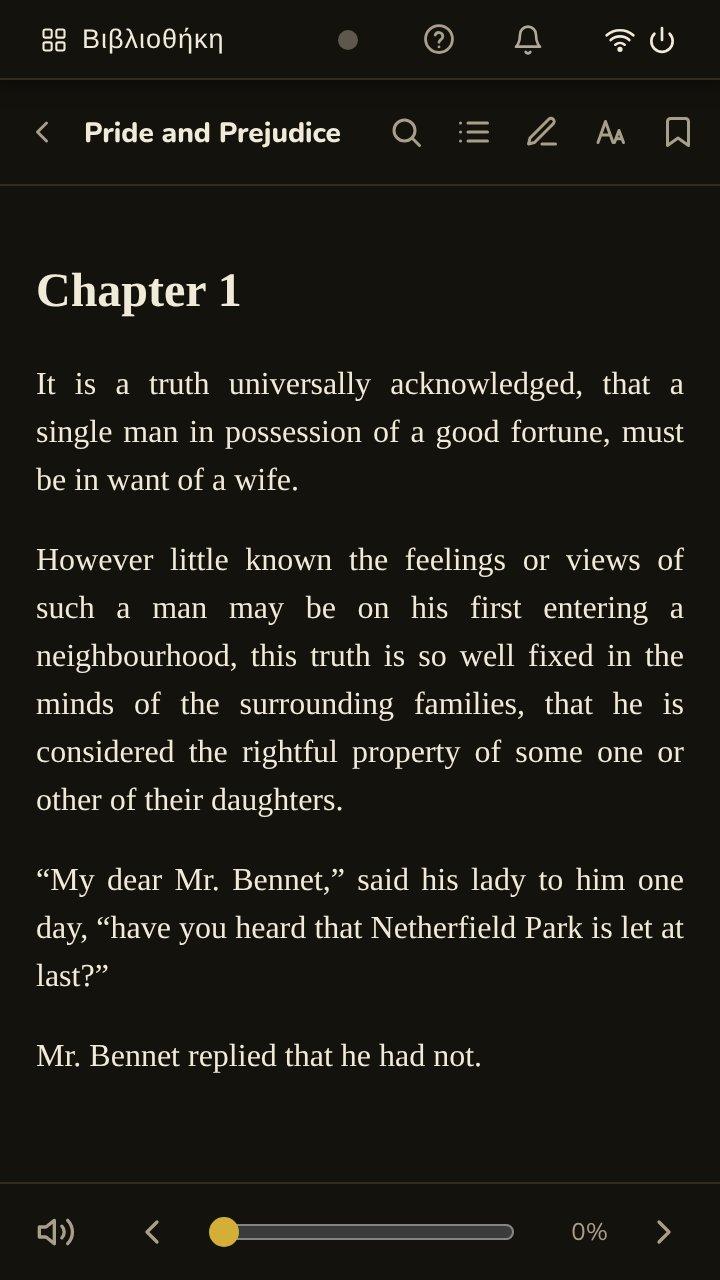 Βιβλιοθήκη
Pride and Prejudice
Chapter 1
It is a truth universally acknowledged, that a
single man in possession of a good fortune, must
be in want of a wife.
However little known the feelings or views of
such a man may be on his first entering a
neighbourhood, this truth is so well fixed in the
minds of the surrounding families, that he is
considered the rightful property of some one or
other of their daughters.
“My dear Mr. Bennet,” said his lady to him one
day, “have you heard that Netherfield Park is let at
last?”
Mr. Bennet replied that he had not.
0%